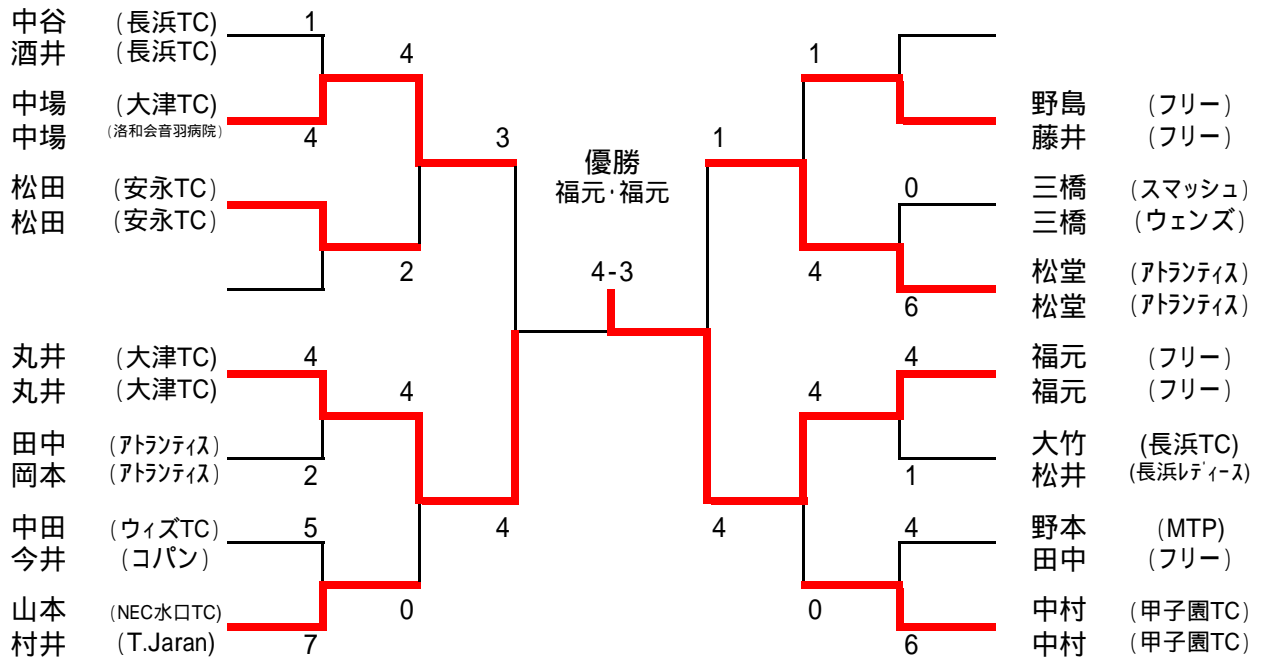 中谷 (長浜TC) 1
酒井 (長浜TC)
4
中場 (大津TC)
中場 (洛和会音羽病院) 4
3
松田 (安永TC)
松田 (安永TC)
2
丸井 (大津TC) 4
丸井 (大津TC)
4
田中 (アトランティス)
岡本 (アトランティス) 2
4
中田 (ウィズTC) 5
今井 (コパン)
0
山本 (NEC水口TC)
村井 (T.Jaran) 7
優勝
福元・福元
4-3
1
野島 (フリー)
藤井 (フリー)
1
0 三橋 (スマッシュ)
三橋 (ウェンズ)
4
松堂 (アトランティス)
6 松堂 (アトランティス)
4 福元 (フリー)
福元 (フリー)
4
大竹 (長浜TC)
1 松井 (長浜レディース)
4
4 野本 (MTP)
田中 (フリー)
0
中村 (甲子園TC)
6 中村 (甲子園TC)